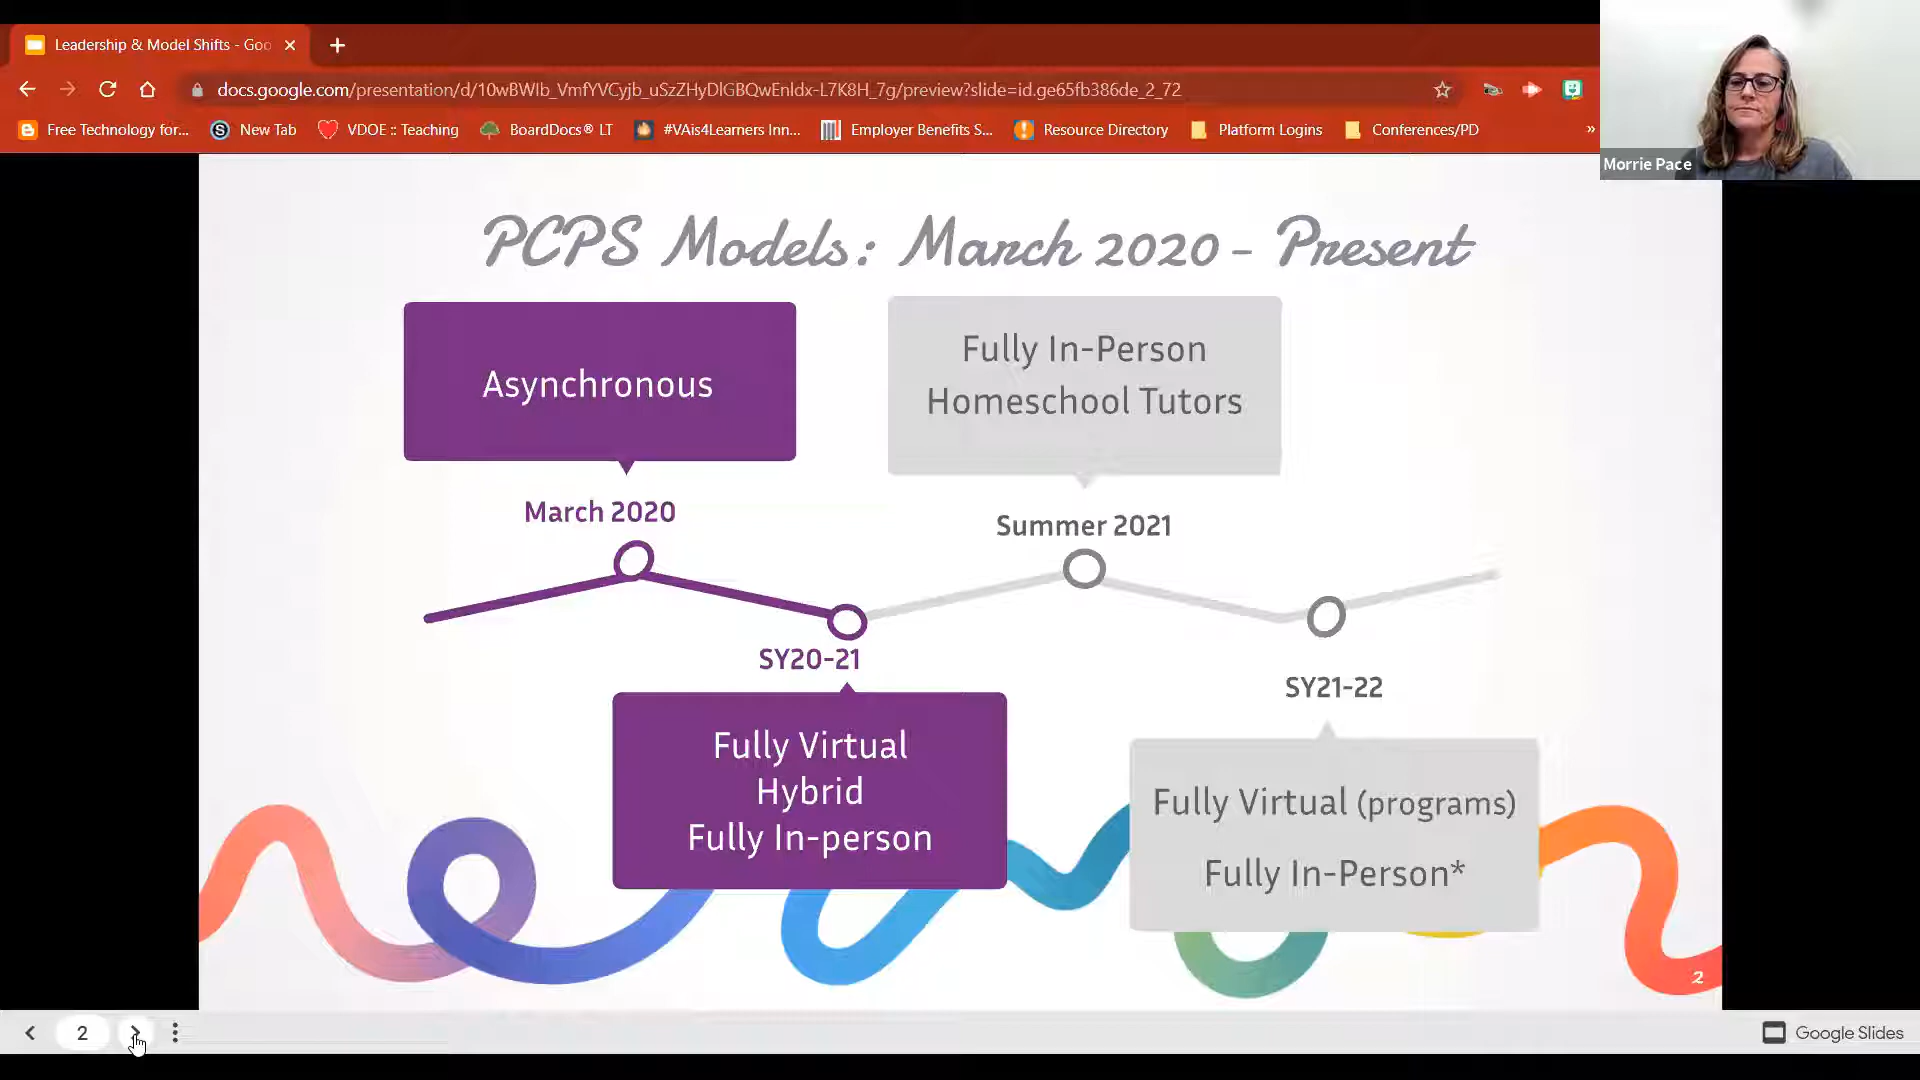 Leadership & Model Shifts - Goo
docs.google.com/presentation/d/10wBWlb_VmfYVCyjb_uSzZHyDlGBQwEnIdx-L7K8H_7g/preview?slide=id.ge65fb386de_2_72
Free Technology for...
New Tab
VDOE :: Teaching
BoardDocs® LT
#VAis4Learners Inn...
Employer Benefits S...
Resource Directory
Platform Logins
Conferences/PD
»
Morrie Pace
PCPS Models: March 2020 - Present
Asynchronous
Fully In-Person
Homeschool Tutors
March 2020
Summer 2021
SY20-21
SY21-22
Fully Virtual
Hybrid
Fully In-person
Fully Virtual (programs)
Fully In-Person*
2
2
Google Slides